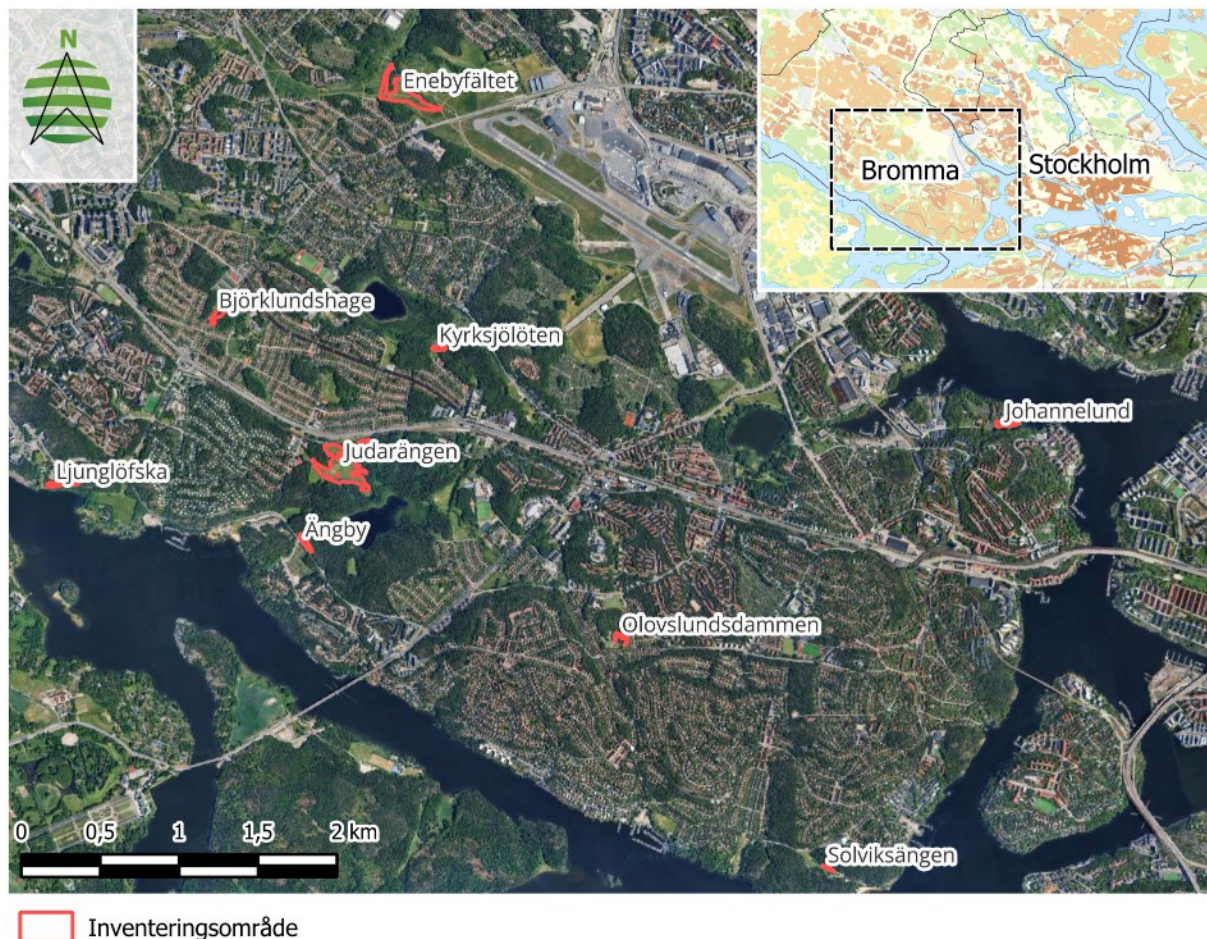 N
Enebyfältet
Bromma
Stockholm
Björklundshage
Kyrksjölöten
Johannelund
Judarängen
Ljunglöfska
Ängby
Olovslundsdammen
Solviksängen
0 0,5 1 1,5 2 km
Inventeringsområde